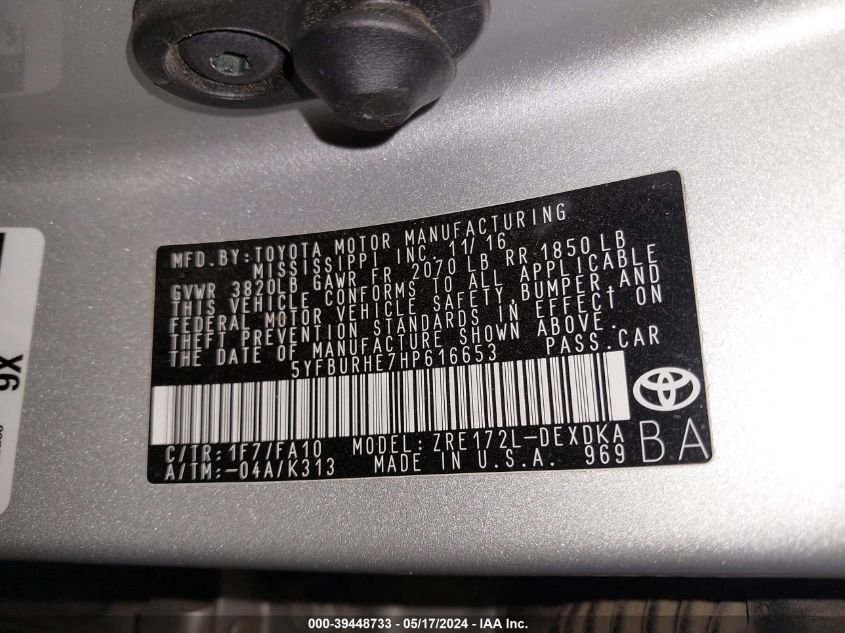 MFD. BY: TOYOTA MOTOR MANUFACTURING
MISSISSIPPI INC. 11/16
GVWR 3820LB GAWR FR 2070 LB RR 1850 LB
THIS VEHICLE CONFORMS TO ALL APPLICABLE
FEDERAL MOTOR VEHICLE SAFETY, BUMPER, AND
THEFT PREVENTION STANDARDS IN EFFECT ON
THE DATE OF MANUFACTURE SHOWN ABOVE.
5YFBURHE7HP616653 PASS. CAR
C/TR: 1F7/FA10 MODEL: ZRE172L-DEXDKA
A/TM: -04A/K313 MADE IN U.S.A. 969
BA
000-39448733 - 05/17/2024 - IAA Inc.